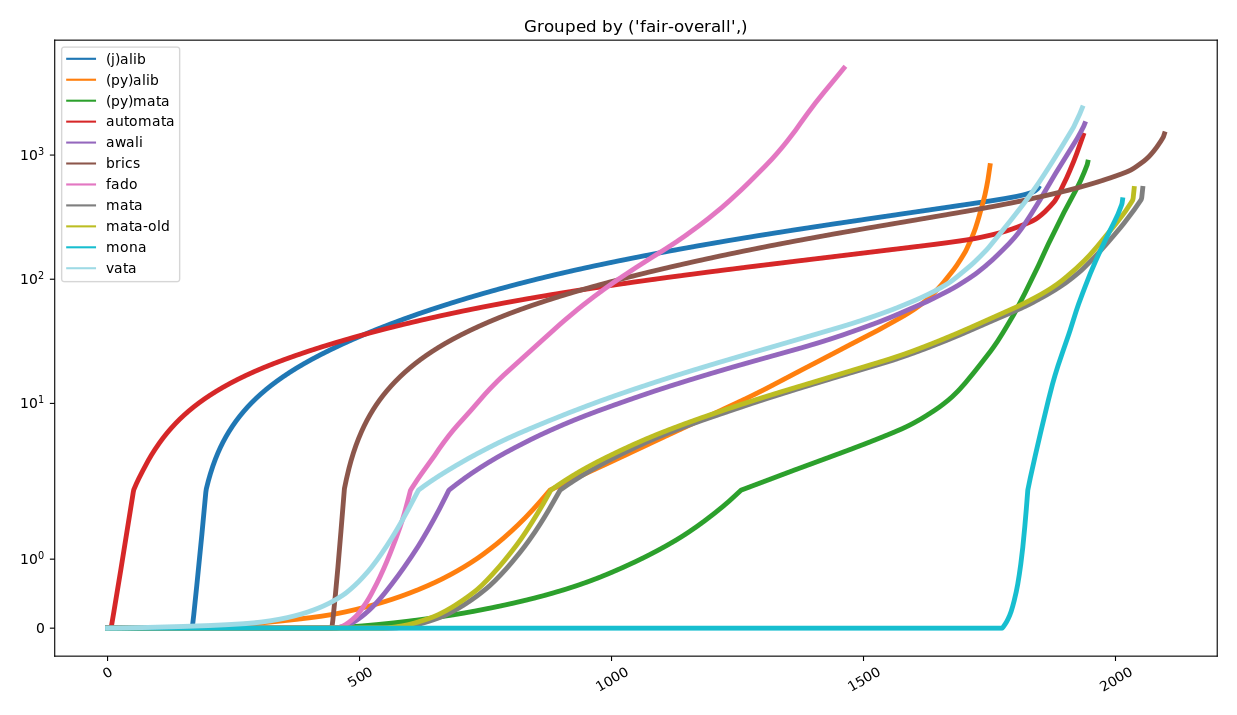 Grouped by ('fair-overall',)
(j)alib
(py)alib
(py)mata
automata
awali
brics
fado
mata
mata-old
mona
vata
10³
10²
10¹
10⁰
0
0
500
1000
1500
2000